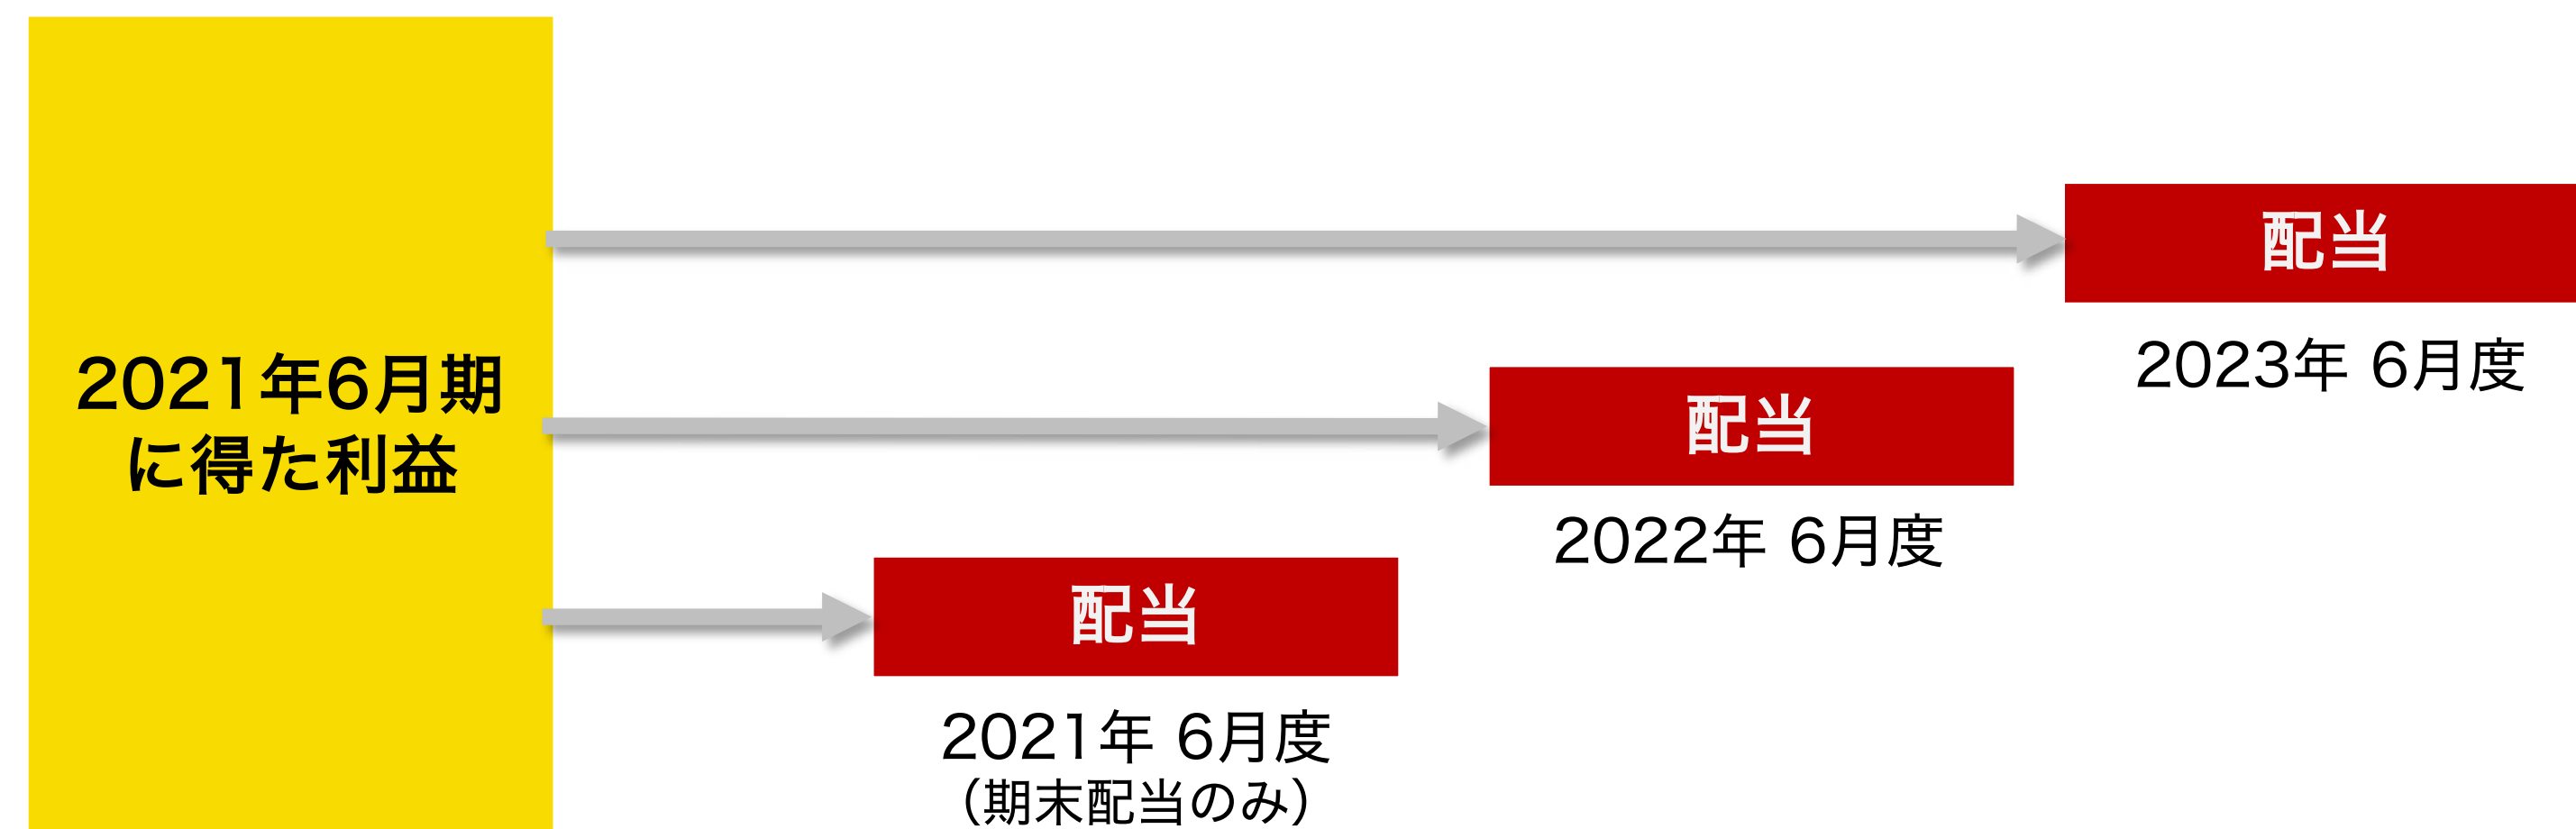 2021年6月期
に得た利益
配当
2023年 6月度
配当
2022年 6月度
配当
2021年 6月度
（期末配当のみ）